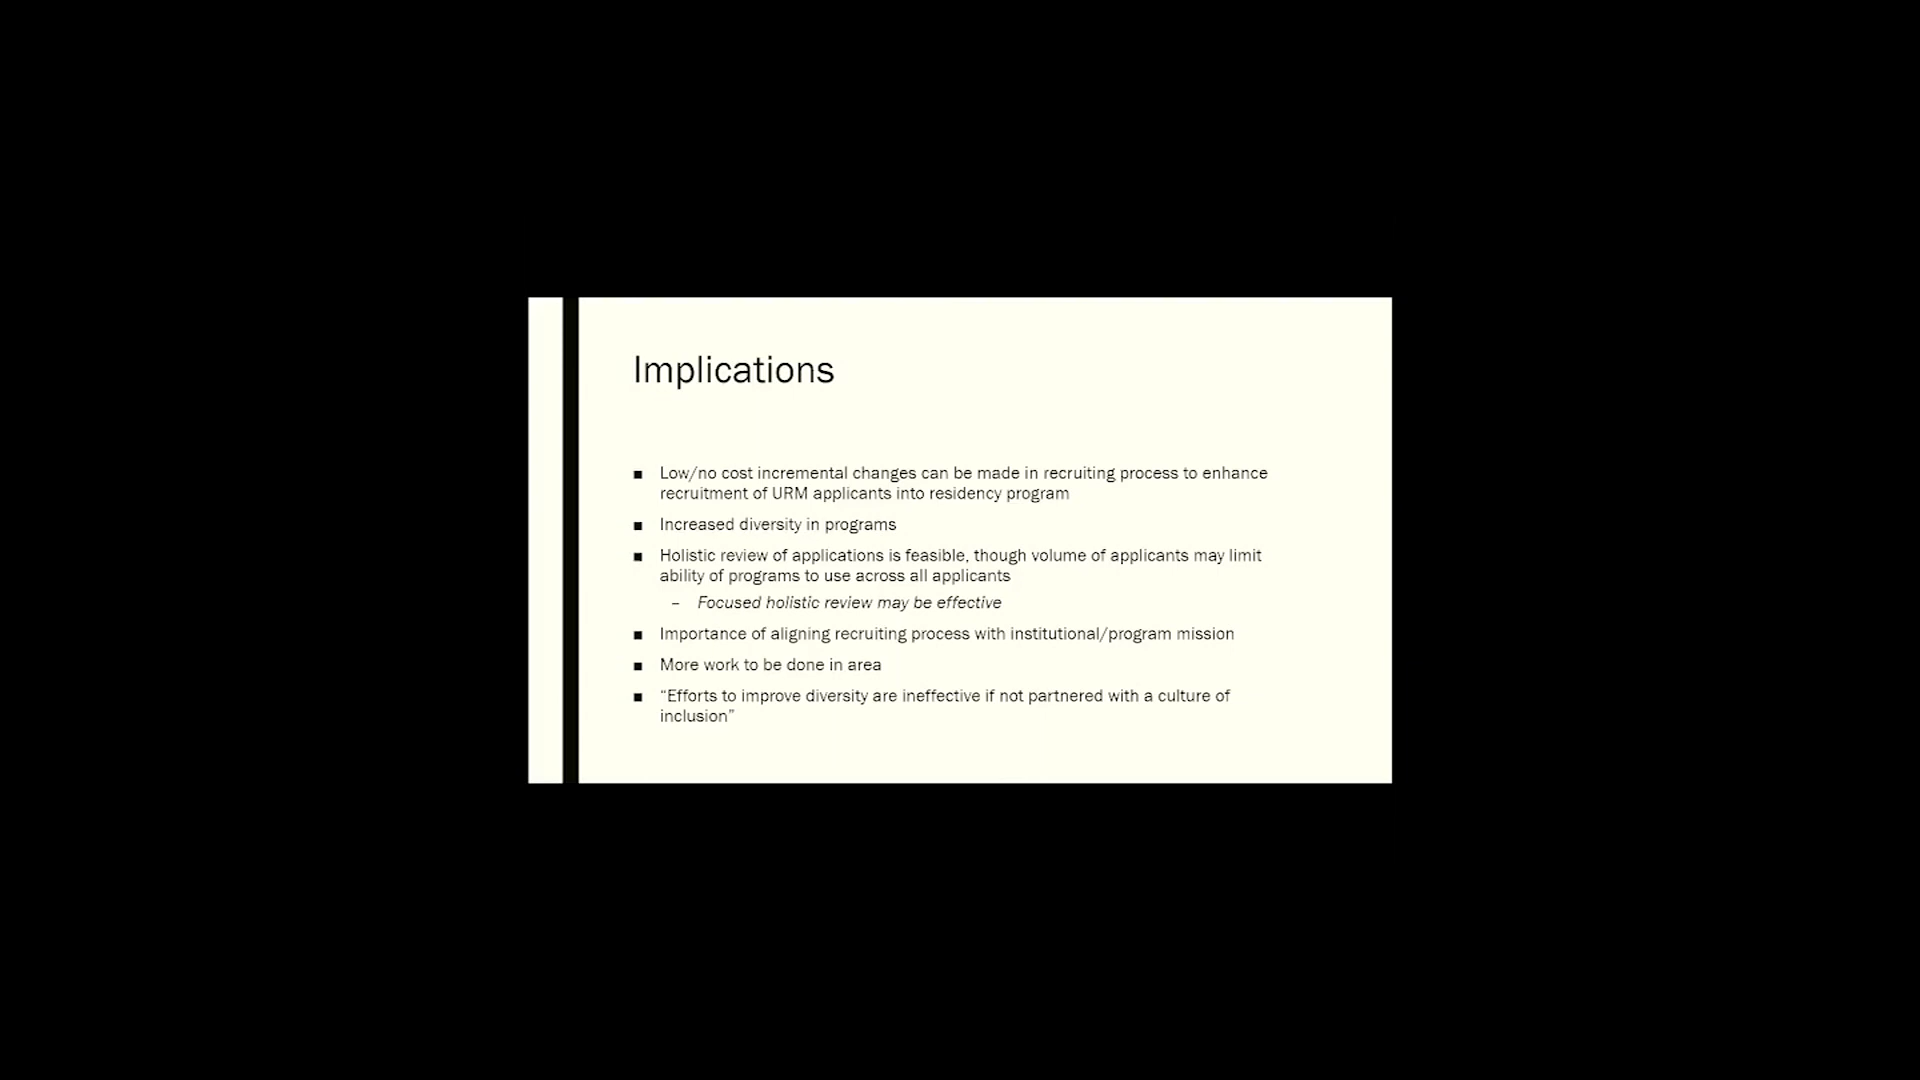 Implications
■ Low/no cost incremental changes can be made in recruiting process to enhance
recruitment of URM applicants into residency program
■ Increased diversity in programs
■ Holistic review of applications is feasible, though volume of applicants may limit
ability of programs to use across all applicants
– Focused holistic review may be effective
■ Importance of aligning recruiting process with institutional/program mission
■ More work to be done in area
■ “Efforts to improve diversity are ineffective if not partnered with a culture of
inclusion”